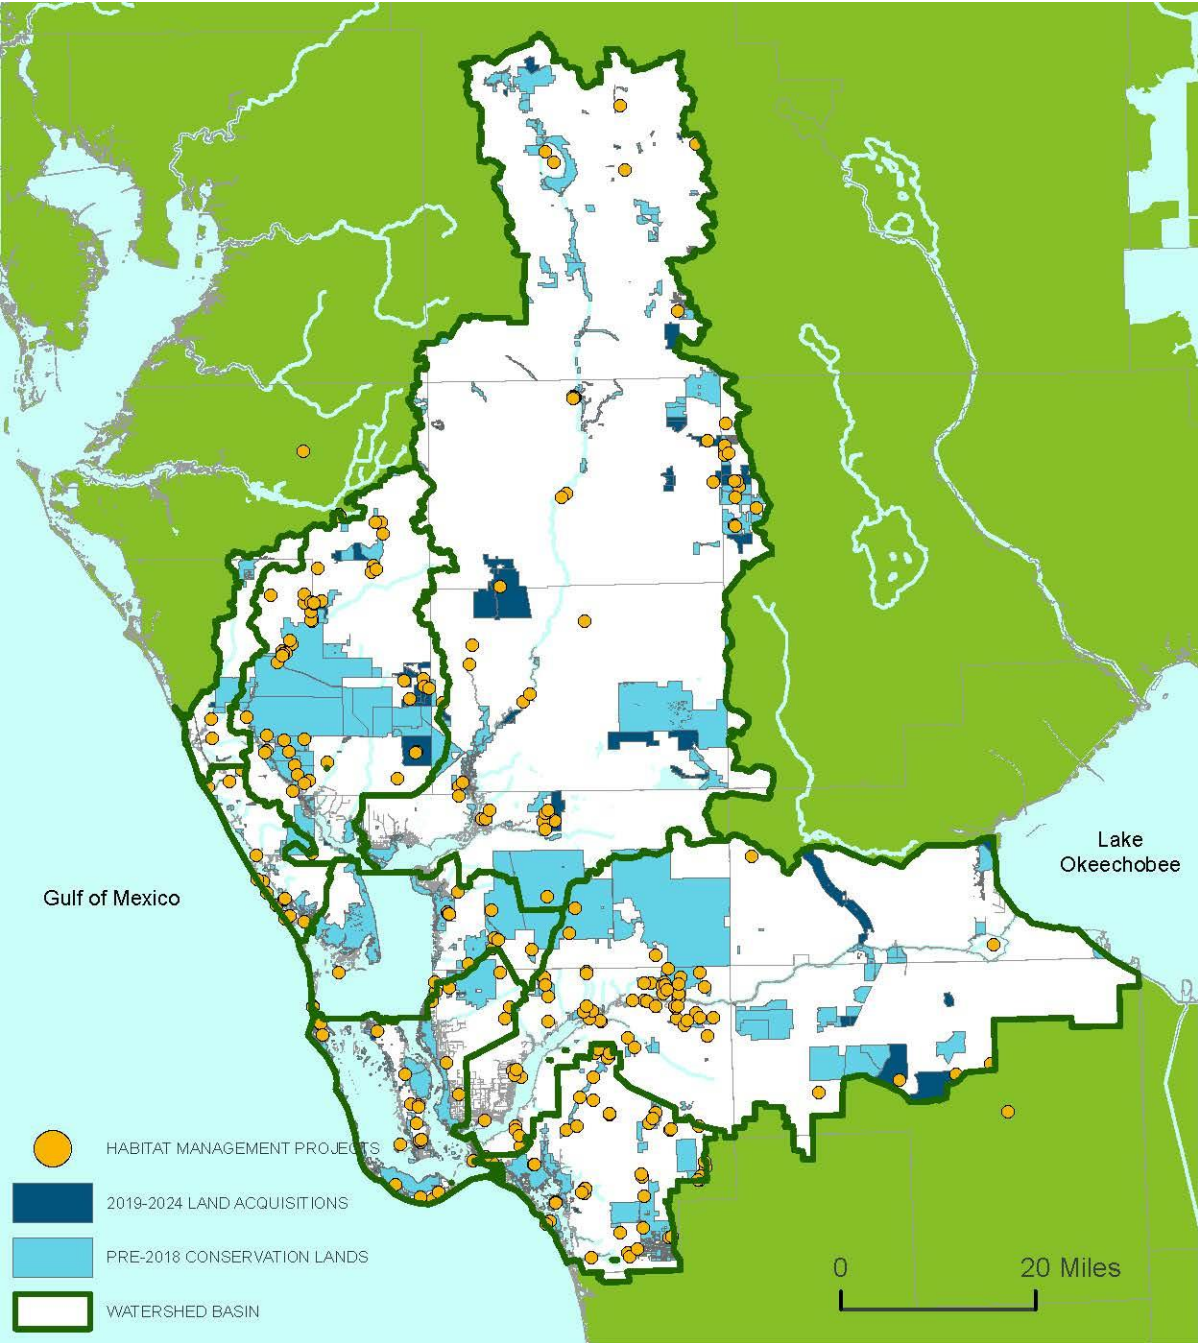 Lake
Okeechobee
Gulf of Mexico
HABITAT MANAGEMENT PROJECTS
2019-2024 LAND ACQUISITIONS
PRE-2018 CONSERVATION LANDS
WATERSHED BASIN
0 20 Miles